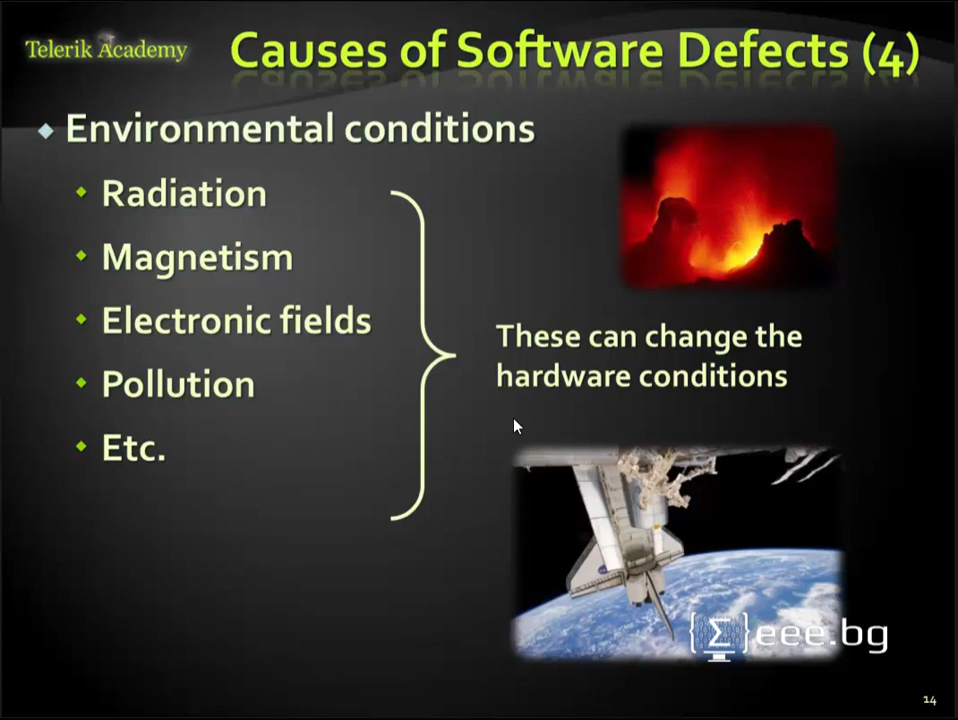 Telerik Academy
Causes of Software Defects (4)
Environmental conditions
Radiation
Magnetism
Electronic fields
Pollution
Etc.
These can change the
hardware conditions
{Σ}eee.bg
14